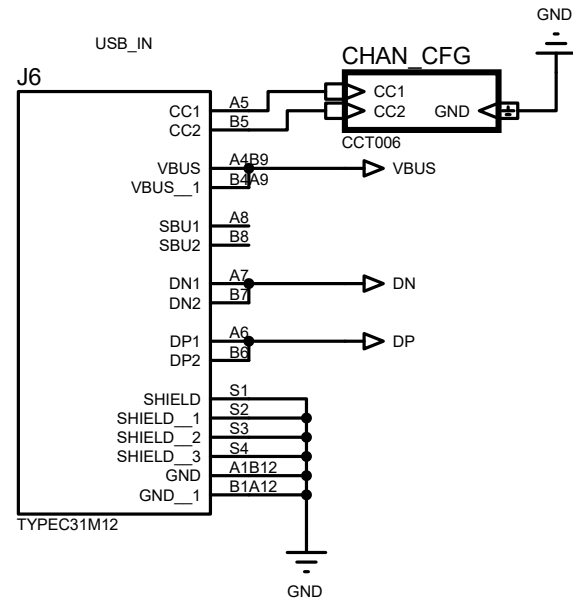 GND
USB_IN
CHAN_CFG
J6
CC1 A5
CC2 B5
CC1
CC2 GND
CCT006
VBUS A4B9 VBUS
VBUS__1 B4A9
SBU1 A8
SBU2 B8
DN1 A7 DN
DN2 B7
DP1 A6 DP
DP2 B6
SHIELD S1
SHIELD__1 S2
SHIELD__2 S3
SHIELD__3 S4
GND A1B12
GND__1 B1A12
TYPEC31M12
GND